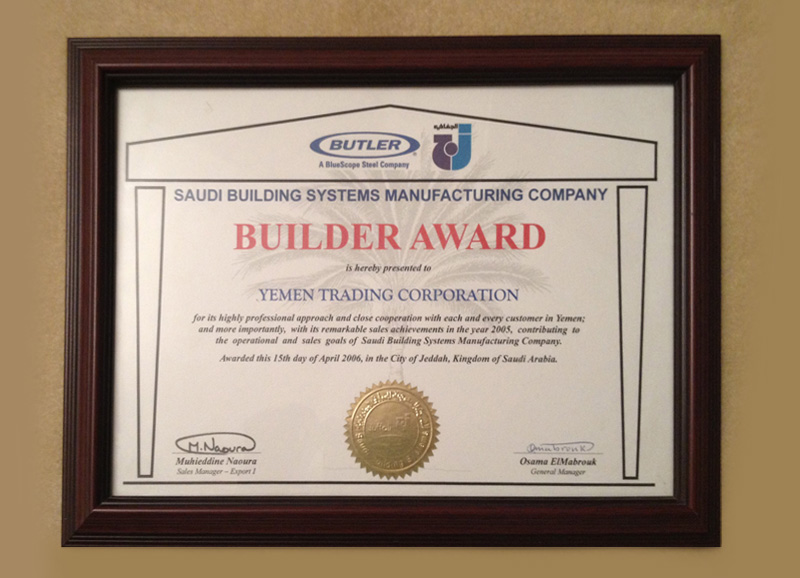 BUTLER
A BlueScope Steel Company
SAUDI BUILDING SYSTEMS MANUFACTURING COMPANY
BUILDER AWARD
is hereby presented to
YEMEN TRADING CORPORATION
for its highly professional approach and close cooperation with each and every customer in Yemen;
and more importantly, with its remarkable sales achievements in the year 2005, contributing to
the operational and sales goals of Saudi Building Systems Manufacturing Company.
Awarded this 15th day of April 2006, in the City of Jeddah, Kingdom of Saudi Arabia.
M. Naoura
Muhieddine Naoura
Sales Manager – Export I
Osama ElMabrouk
General Manager